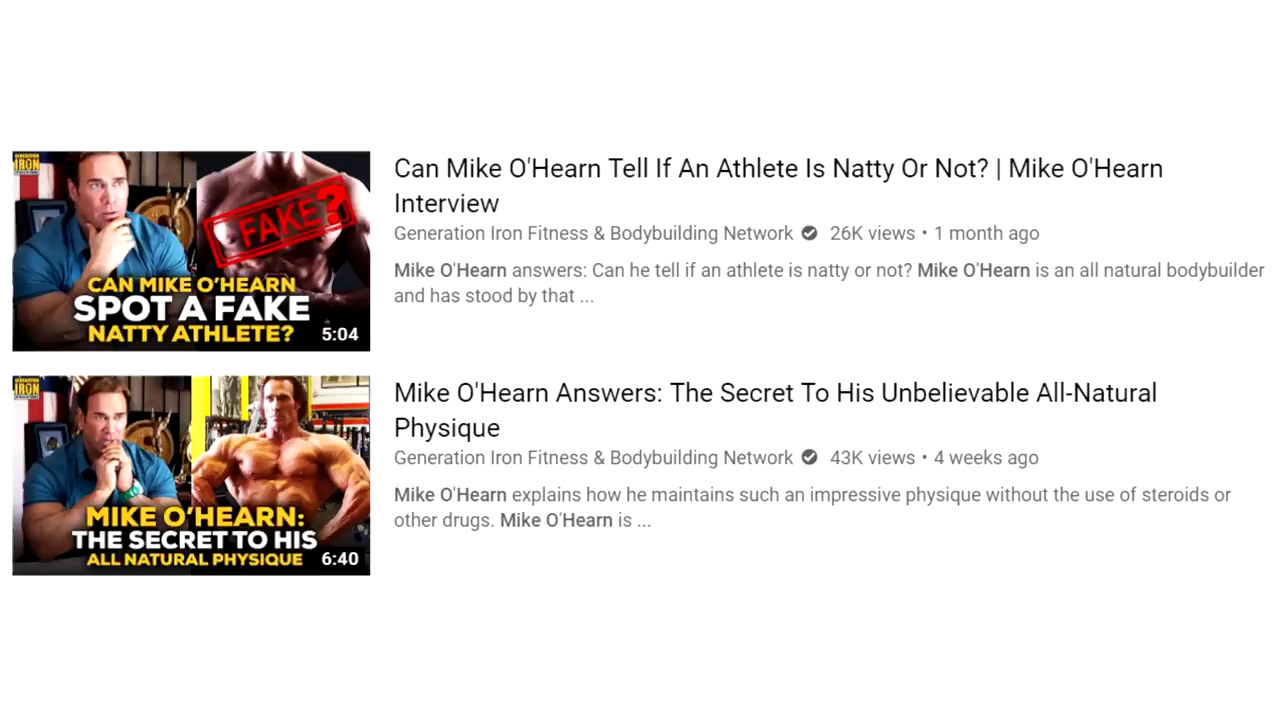 GENERATION
IRON
FAKE?
CAN MIKE O'HEARN
SPOT A FAKE
NATTY ATHLETE?
5:04
Can Mike O'Hearn Tell If An Athlete Is Natty Or Not? | Mike O'Hearn
Interview
Generation Iron Fitness & Bodybuilding Network 26K views • 1 month ago
Mike O'Hearn answers: Can he tell if an athlete is natty or not? Mike O'Hearn is an all natural bodybuilder
and has stood by that ...
GENERATION
IRON
MIKE O'HEARN:
THE SECRET TO HIS
ALL NATURAL PHYSIQUE
6:40
Mike O'Hearn Answers: The Secret To His Unbelievable All-Natural
Physique
Generation Iron Fitness & Bodybuilding Network 43K views • 4 weeks ago
Mike O'Hearn explains how he maintains such an impressive physique without the use of steroids or
other drugs. Mike O'Hearn is ...